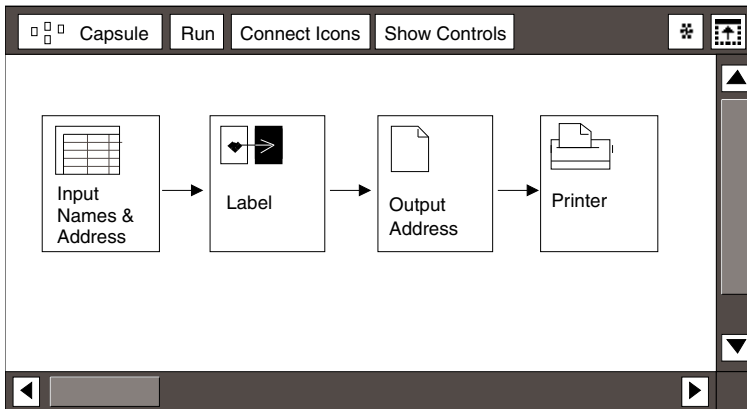 Capsule Run Connect Icons Show Controls
Input
Names &
Address
Label
Output
Address
Printer